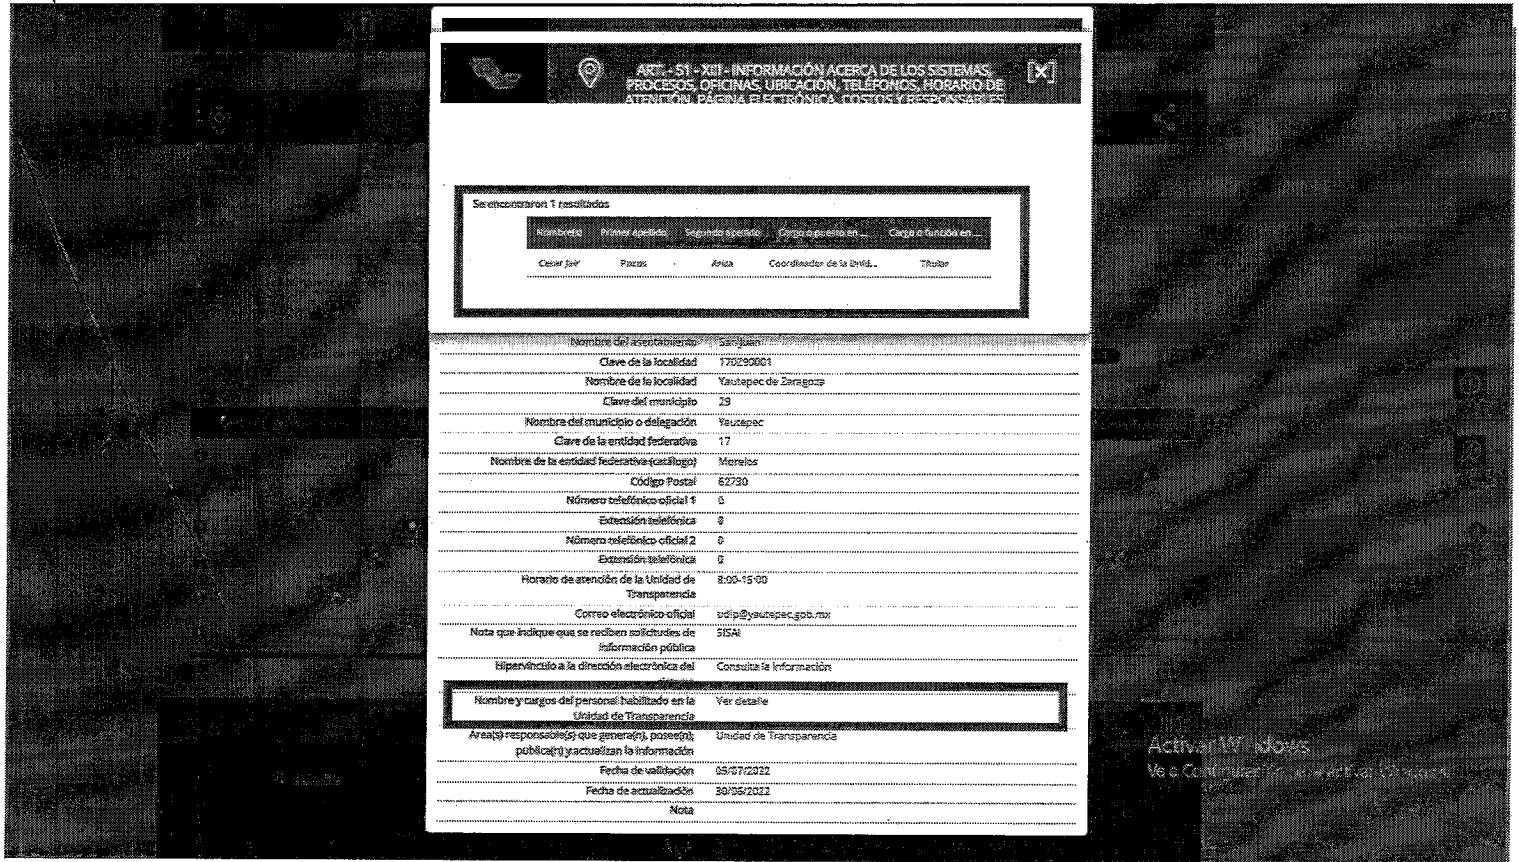 ART. - 51 - XIII - INFORMACIÓN ACERCA DE LOS SISTEMAS,
PROCESOS, OFICINAS, UBICACIÓN, TELÉFONOS, HORARIO DE
ATENCIÓN, PÁGINA ELECTRÓNICA, COSTOS Y RESPONSABLES
[X]
Se encontraron 1 resultados
Nombre(s) Primer apellido Segundo apellido Cargo o puesto en ... Cargo o función en ...
Cesar Jair Pozos Ariza Coordinador de la Unid... Titular
Nombre del asentamiento San Juan
Clave de la localidad 170290001
Nombre de la localidad Yautepec de Zaragoza
Clave del municipio 29
Nombre del municipio o delegación Yautepec
Clave de la entidad federativa 17
Nombre de la entidad federativa (catálogo) Morelos
Código Postal 62730
Número telefónico oficial 1 0
Extensión telefónica 0
Número telefónico oficial 2 0
Extensión telefónica 0
Horario de atención de la Unidad de 8:00-15:00
Transparencia
Correo electrónico oficial udip@yautepec.gob.mx
Nota que indique que se reciben solicitudes de SISAI
información pública
Hipervínculo a la dirección electrónica del Consulta la información
Nombre y cargos del personal habilitado en la Ver detalle
Unidad de Transparencia
Área(s) responsable(s) que genera(n), posee(n), Unidad de Transparencia
publica(n) y actualizan la información
Fecha de validación 09/07/2022
Fecha de actualización 30/06/2022
Nota
Activar Windows